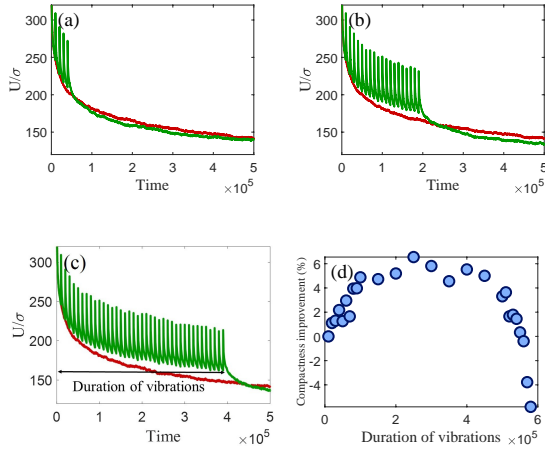 (a)
U/σ
300
250
200
150
0 1 2 3 4 5
Time
×10^5
(b)
U/σ
300
250
200
150
0 1 2 3 4 5
Time
×10^5
(c)
U/σ
300
250
200
150
Duration of vibrations
0 1 2 3 4 5
Time
×10^5
(d)
Compactness improvement (%)
6
4
2
0
-2
-4
0 2 4 6
Duration of vibrations
×10^5